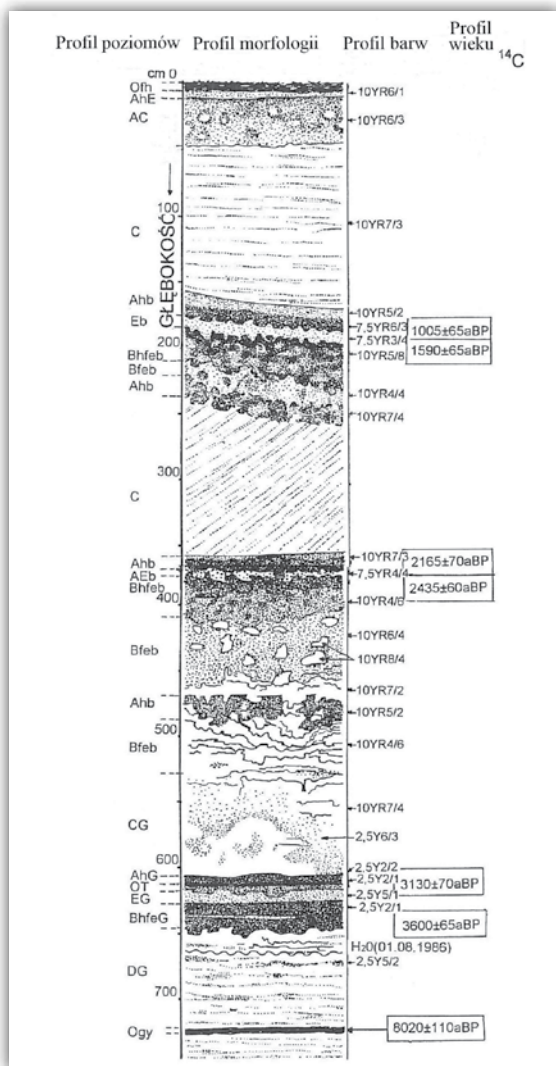 Profil poziomów Profil morfologii Profil barw Profil wieku ¹⁴C
cm 0
Ofh
10YR6/1
AhE
AC
10YR6/3
GŁĘBOKOŚĆ
100
C
10YR7/3
Ahb
10YR5/2
Eb
7.5YR6/3
1005±65aBP
200
7.5YR3/4
1590±65aBP
Bhfeb
10YR5/8
Bfeb
Ahb
10YR4/4
10YR7/4
300
C
Ahb
10YR7/3
2165±70aBP
AEb
7,5YR4/4
Bhfeb
2435±60aBP
400
10YR4/6
10YR6/4
Bfeb
10YR8/4
10YR7/2
Ahb
10YR5/2
500
Bfeb
10YR4/6
10YR7/4
CG
2,5Y6/3
600
2,5Y2/2
AhG
2,5Y2/1
3130±70aBP
OT
EG
2,5Y5/1
2,5Y2/1
BhfeG
3600±65aBP
H20(01.08.1986)
2,5Y5/2
DG
700
Ogy
8020±110aBP